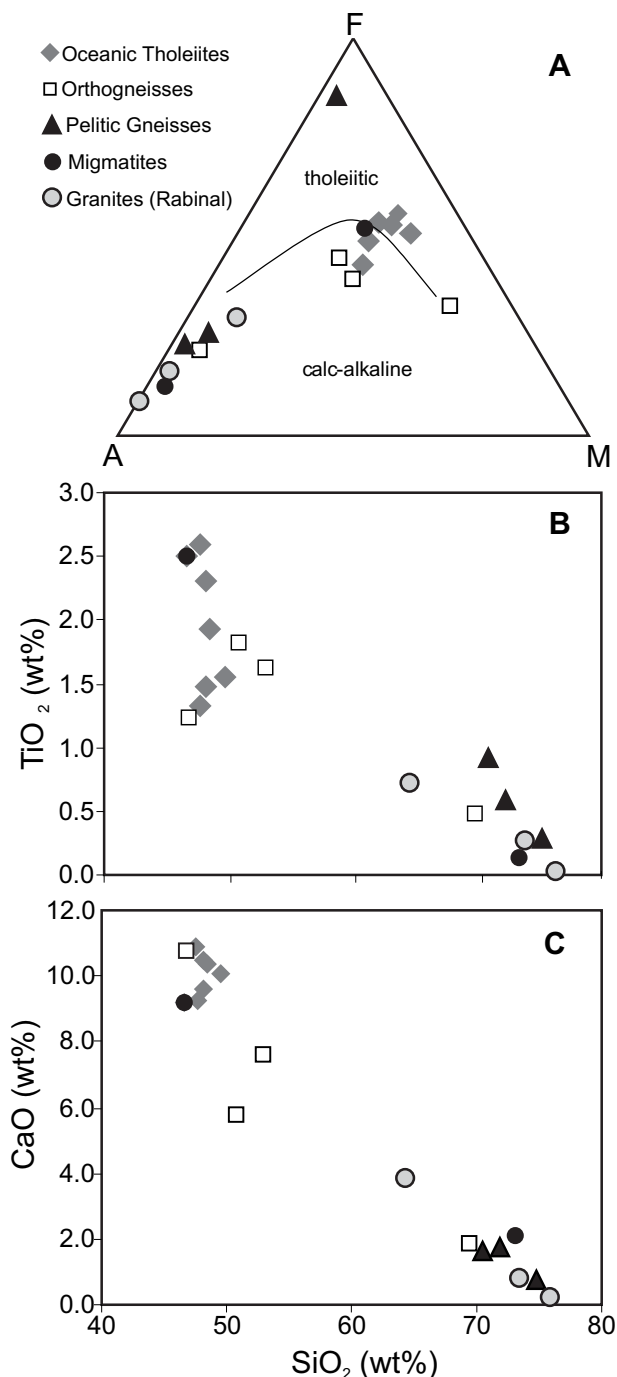 F
A
Oceanic Tholeiites
Orthogneisses
Pelitic Gneisses
Migmatites
Granites (Rabinal)
tholeiitic
calc-alkaline
A
M
B
3.0
2.5
2.0
1.5
1.0
0.5
0.0
TiO2 (wt%)
C
12.0
10.0
8.0
6.0
4.0
2.0
0.0
CaO (wt%)
40 50 60 70 80
SiO2 (wt%)